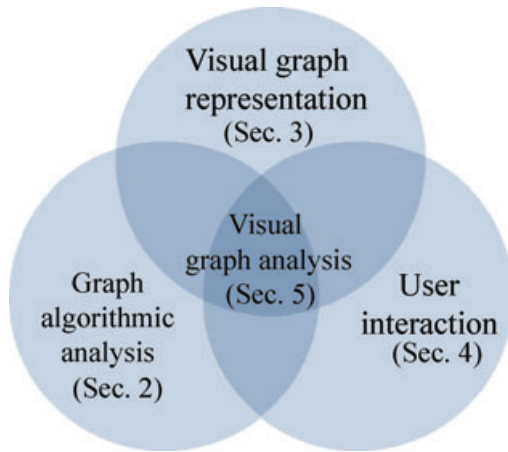 Visual graph
representation
(Sec. 3)
Visual
graph analysis
(Sec. 5)
Graph
algorithmic
analysis
(Sec. 2)
User
interaction
(Sec. 4)